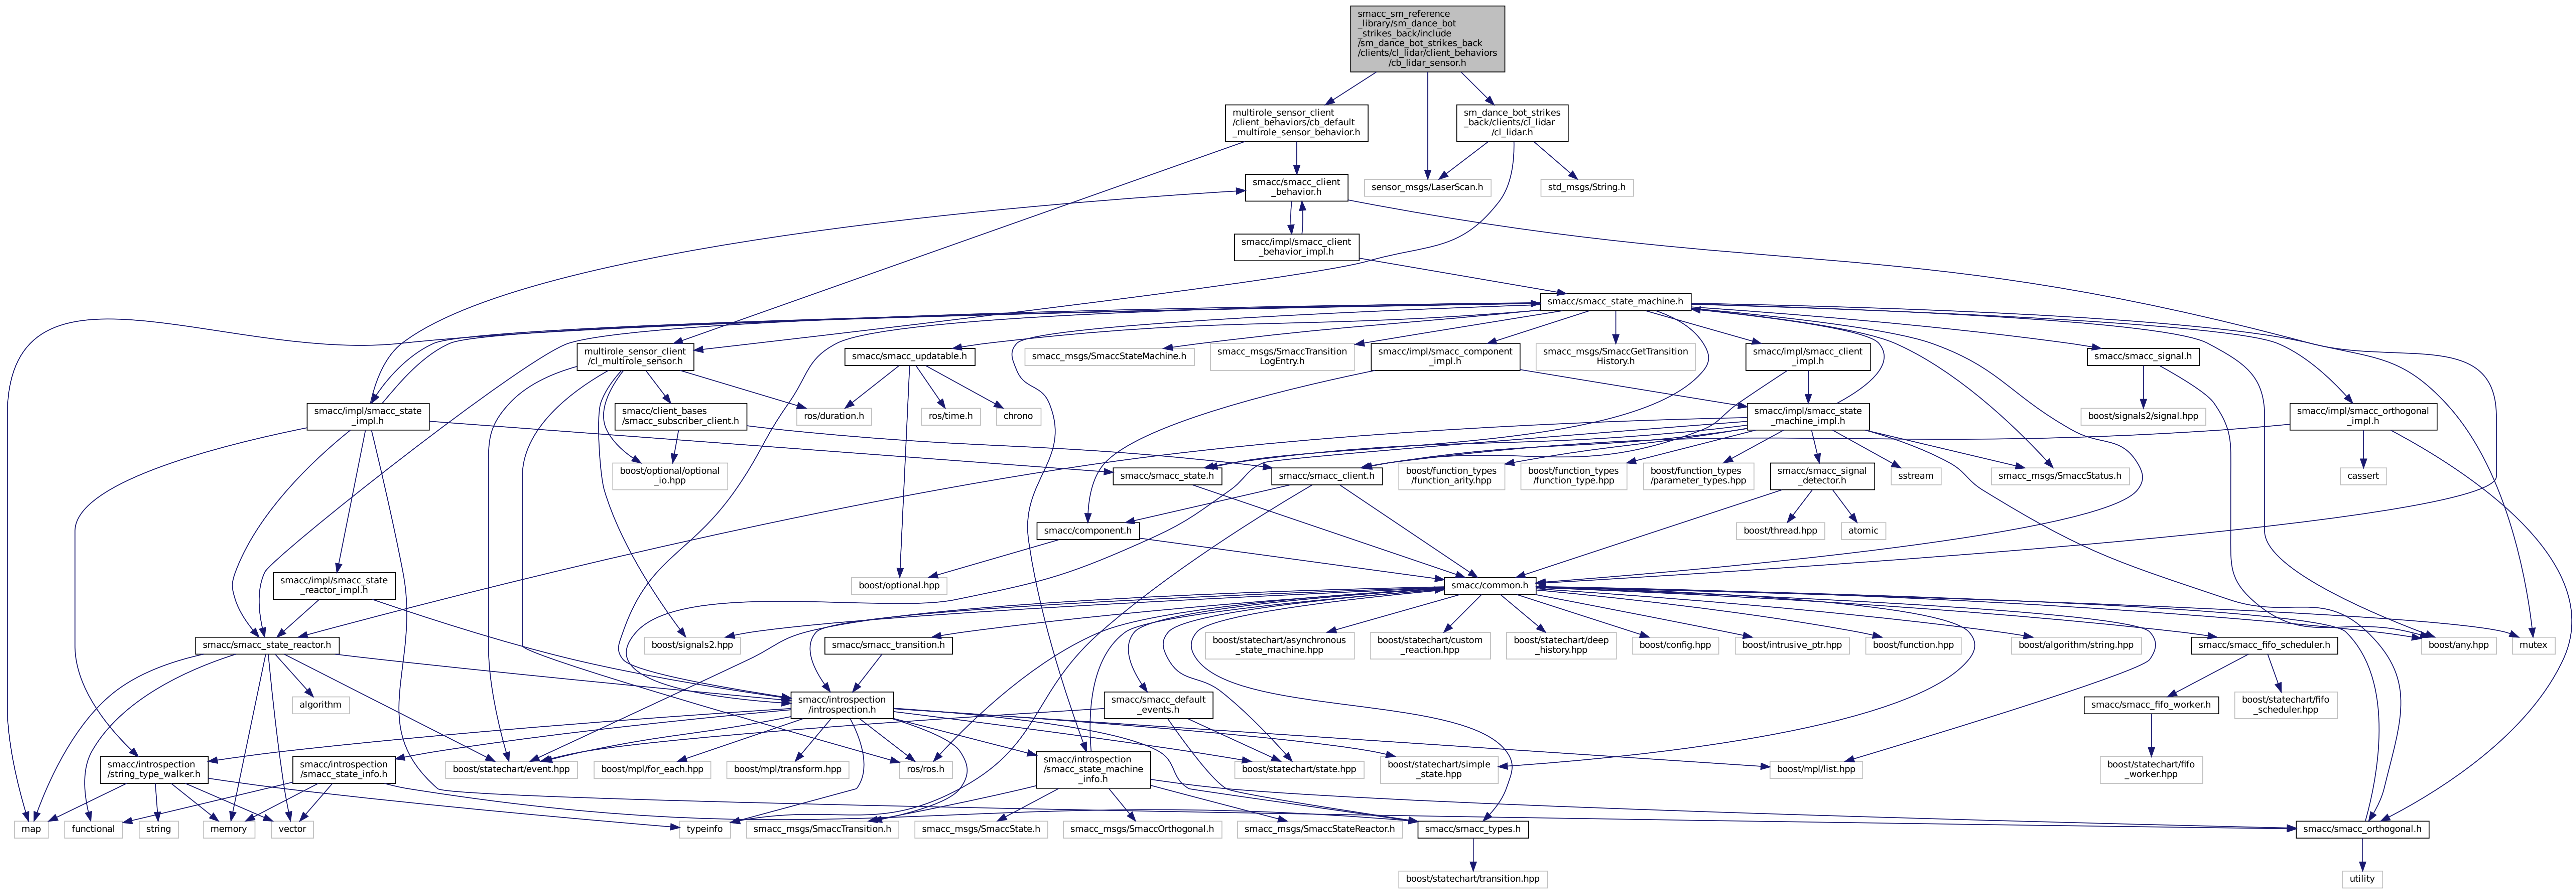 smacc_sm_reference
_library/sm_dance_bot
_strikes_back/include
/sm_dance_bot_strikes_back
/clients/cl_lidar/client_behaviors
/cb_lidar_sensor.h
multirole_sensor_client
/client_behaviors/cb_default
_multirole_sensor_behavior.h
sm_dance_bot_strikes
_back/clients/cl_lidar
/cl_lidar.h
smacc/smacc_client
_behavior.h
sensor_msgs/LaserScan.h
std_msgs/String.h
smacc/impl/smacc_client
_behavior_impl.h
smacc/smacc_state_machine.h
multirole_sensor_client
/cl_multirole_sensor.h
smacc/smacc_updatable.h
smacc_msgs/SmaccStateMachine.h
smacc_msgs/SmaccTransition
LogEntry.h
smacc/impl/smacc_component
_impl.h
smacc_msgs/SmaccGetTransition
History.h
smacc/impl/smacc_client
_impl.h
smacc/smacc_signal.h
smacc/impl/smacc_state
_impl.h
smacc/client_bases
/smacc_subscriber_client.h
ros/duration.h
ros/time.h
chrono
smacc/impl/smacc_state
_machine_impl.h
boost/signals2/signal.hpp
smacc/impl/smacc_orthogonal
_impl.h
boost/optional/optional
_io.hpp
smacc/smacc_state.h
smacc/smacc_client.h
boost/function_types
/function_arity.hpp
boost/function_types
/function_type.hpp
boost/function_types
/parameter_types.hpp
smacc/smacc_signal
_detector.h
sstream
smacc_msgs/SmaccStatus.h
cassert
smacc/component.h
boost/thread.hpp
atomic
smacc/impl/smacc_state
_reactor_impl.h
boost/optional.hpp
smacc/common.h
smacc/smacc_state_reactor.h
boost/signals2.hpp
smacc/smacc_transition.h
boost/statechart/asynchronous
_state_machine.hpp
boost/statechart/custom
_reaction.hpp
boost/statechart/deep
_history.hpp
boost/config.hpp
boost/intrusive_ptr.hpp
boost/function.hpp
boost/algorithm/string.hpp
smacc/smacc_fifo_scheduler.h
boost/any.hpp
mutex
algorithm
smacc/introspection
/introspection.h
smacc/smacc_default
_events.h
smacc/smacc_fifo_worker.h
boost/statechart/fifo
_scheduler.hpp
smacc/introspection
/string_type_walker.h
smacc/introspection
/smacc_state_info.h
boost/statechart/event.hpp
boost/mpl/for_each.hpp
boost/mpl/transform.hpp
ros/ros.h
smacc/introspection
/smacc_state_machine
_info.h
boost/statechart/state.hpp
boost/statechart/simple
_state.hpp
boost/mpl/list.hpp
boost/statechart/fifo
_worker.hpp
map
functional
string
memory
vector
typeinfo
smacc_msgs/SmaccTransition.h
smacc_msgs/SmaccState.h
smacc_msgs/SmaccOrthogonal.h
smacc_msgs/SmaccStateReactor.h
smacc/smacc_types.h
smacc/smacc_orthogonal.h
boost/statechart/transition.hpp
utility